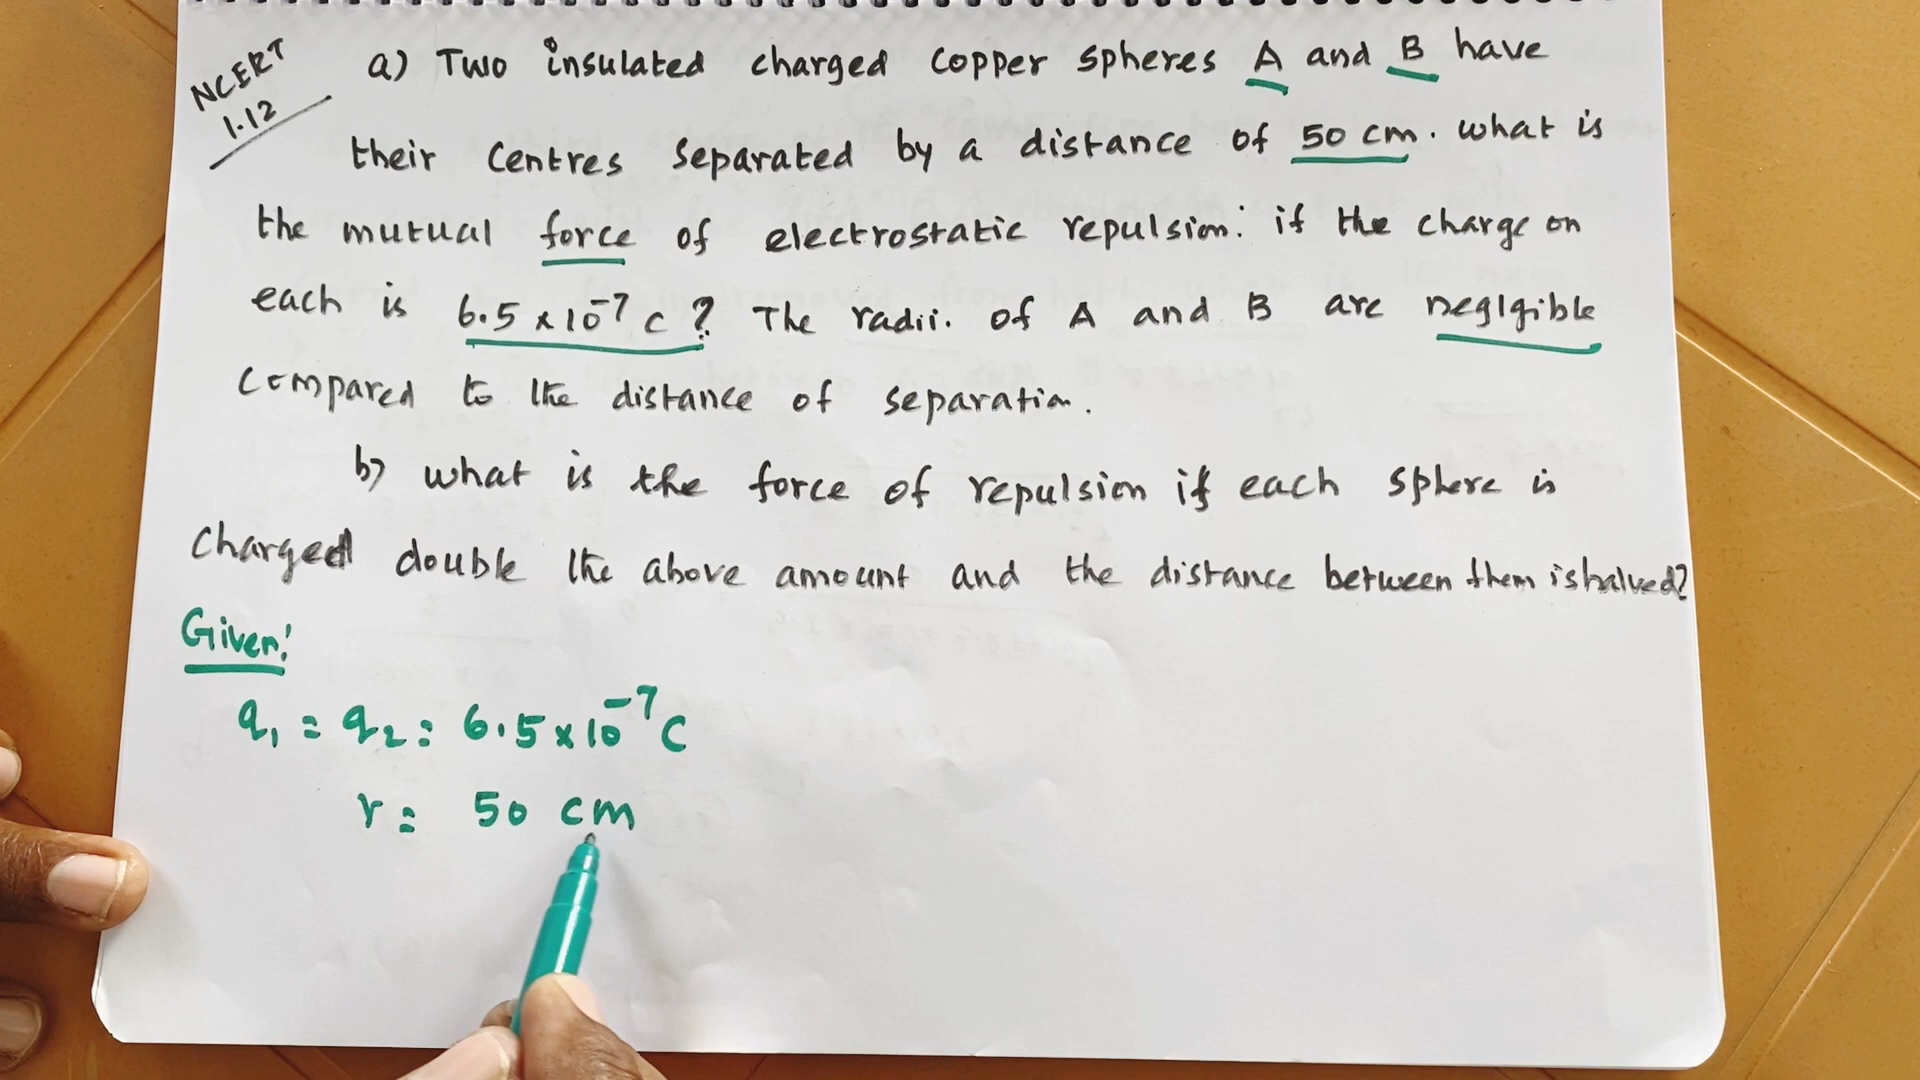 NCERT
1.12
a) Two insulated charged copper spheres A and B have
their centres separated by a distance of 50 cm. what is
the mutual force of electrostatic repulsion: if the charge on
each is 6.5 x 10⁻⁷ C? The radii. of A and B are neglgible
compared to the distance of separation.
b) what is the force of repulsion if each sphere is
charged double the above amount and the distance between them is halved?
Given:
q₁ = q₂ = 6.5 x 10⁻⁷ C
r = 50 cm